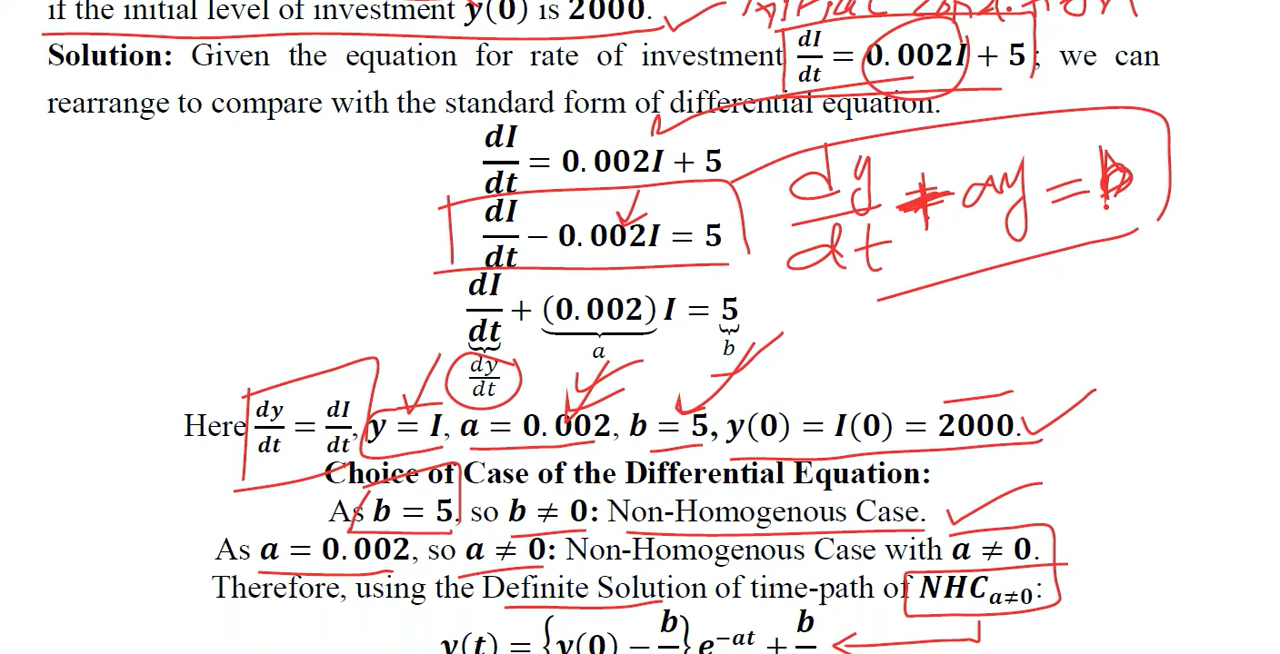 if the initial level of investment y(0) is 2000.
Solution: Given the equation for rate of investment dI/dt = 0.002I + 5; we can
rearrange to compare with the standard form of differential equation.
dI/dt = 0.002I + 5
dI/dt − 0.002I = 5
dy/dt + ay = b
dI/dt + (0.002) I = 5
a b
dy/dt
Here dy/dt = dI/dt, y = I, a = 0.002, b = 5, y(0) = I(0) = 2000.
Choice of Case of the Differential Equation:
As b = 5, so b ≠ 0: Non-Homogenous Case.
As a = 0.002, so a ≠ 0: Non-Homogenous Case with a ≠ 0.
Therefore, using the Definite Solution of time-path of NHC a≠0:
y(t) = {y(0) − b } e^−at + b